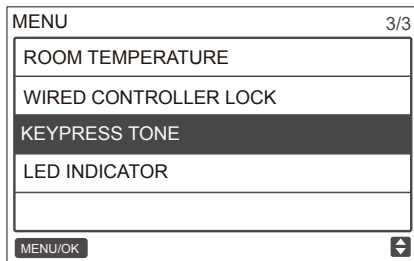 MENU 3/3
ROOM TEMPERATURE
WIRED CONTROLLER LOCK
KEYPRESS TONE
LED INDICATOR
MENU/OK